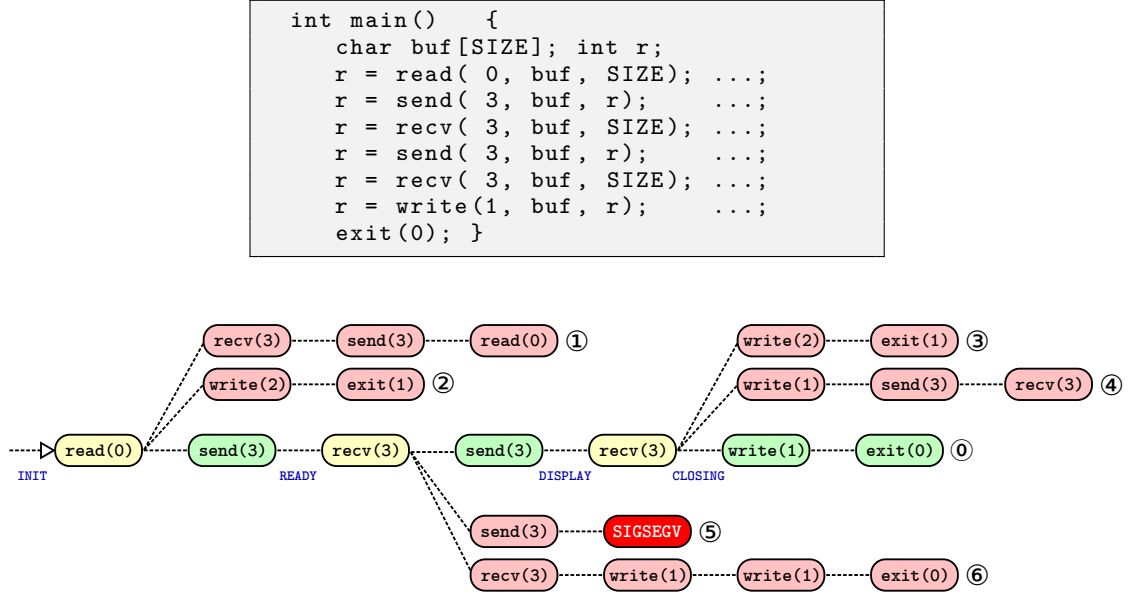 int main() {
char buf[SIZE]; int r;
r = read( 0, buf, SIZE); ...;
r = send( 3, buf, r); ...;
r = recv( 3, buf, SIZE); ...;
r = send( 3, buf, r); ...;
r = recv( 3, buf, SIZE); ...;
r = write(1, buf, r); ...;
exit(0); }
recv(3) send(3) read(0) ① write(2) exit(1) ③
write(2) exit(1) ② write(1) send(3) recv(3) ④
read(0) send(3) recv(3) send(3) recv(3) write(1) exit(0) ⓪
INIT READY DISPLAY CLOSING
send(3) SIGSEGV ⑤
recv(3) write(1) write(1) exit(0) ⑥